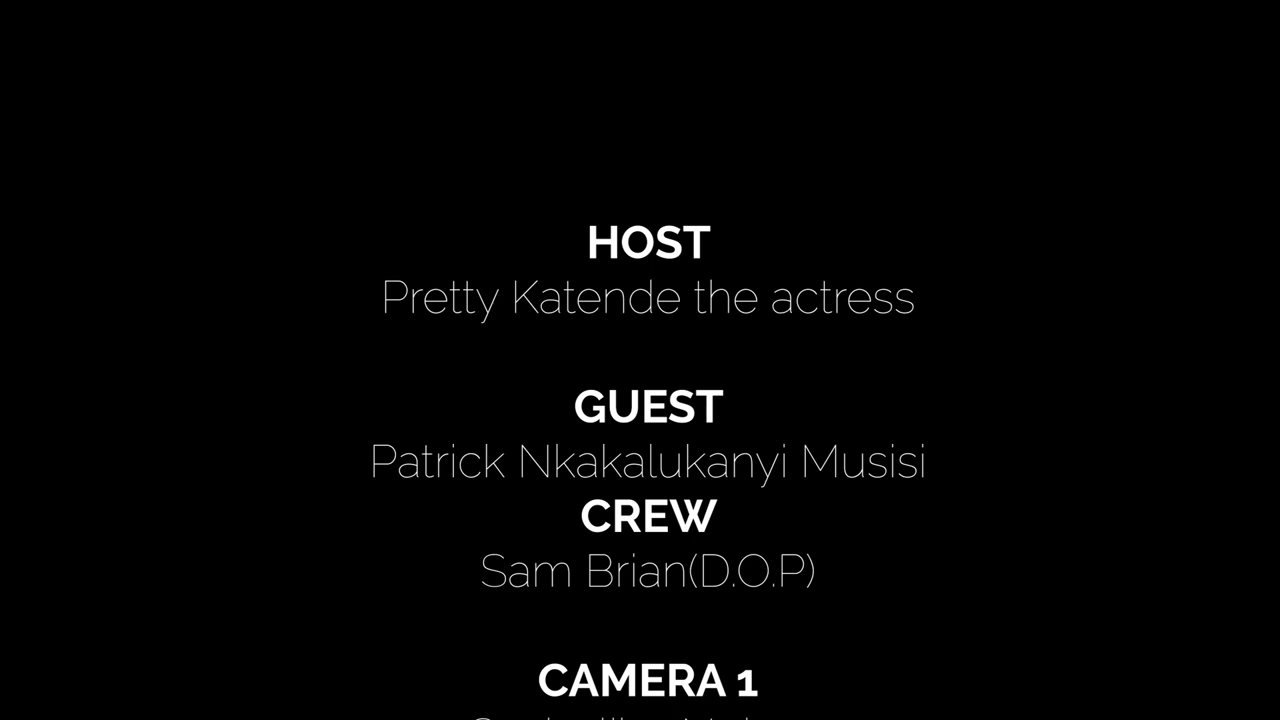 HOST
Pretty Katende the actress
GUEST
Patrick Nkakalukanyi Musisi
CREW
Sam Brian(D.O.P)
CAMERA 1